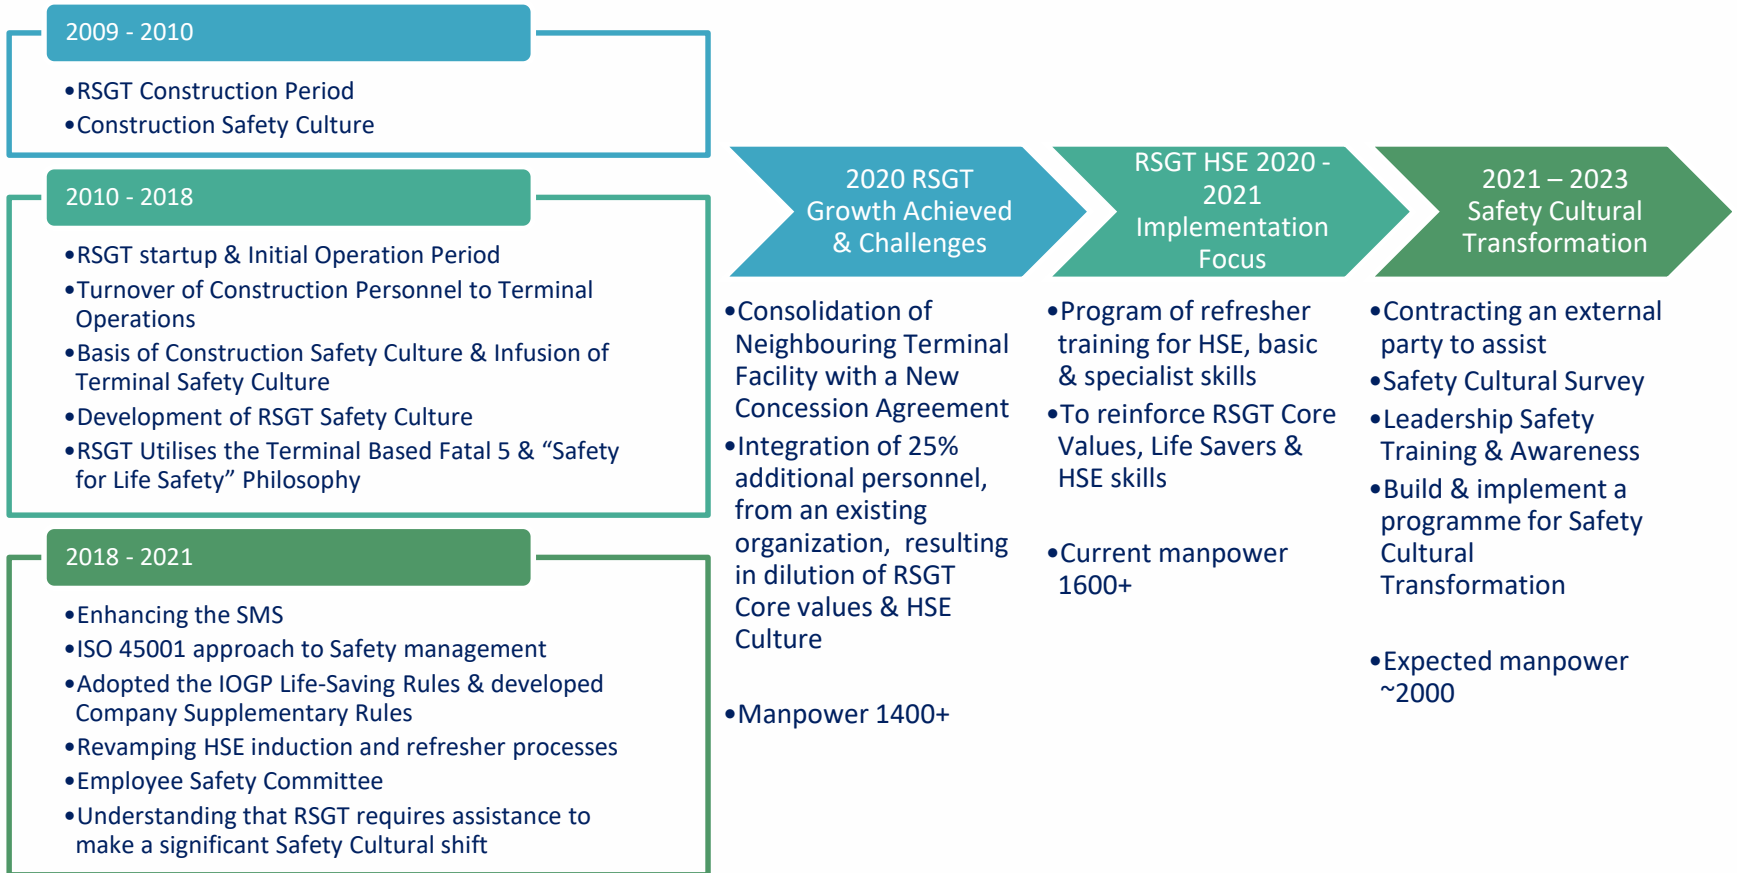 2009 - 2010
•RSGT Construction Period
•Construction Safety Culture
2010 - 2018
•RSGT startup & Initial Operation Period
•Turnover of Construction Personnel to Terminal
Operations
•Basis of Construction Safety Culture & Infusion of
Terminal Safety Culture
•Development of RSGT Safety Culture
•RSGT Utilises the Terminal Based Fatal 5 & “Safety
for Life Safety” Philosophy
2018 - 2021
•Enhancing the SMS
•ISO 45001 approach to Safety management
•Adopted the IOGP Life-Saving Rules & developed
Company Supplementary Rules
•Revamping HSE induction and refresher processes
•Employee Safety Committee
•Understanding that RSGT requires assistance to
make a significant Safety Cultural shift
2020 RSGT
Growth Achieved
& Challenges
•Consolidation of
Neighbouring Terminal
Facility with a New
Concession Agreement
•Integration of 25%
additional personnel,
from an existing
organization, resulting
in dilution of RSGT
Core values & HSE
Culture
•Manpower 1400+
RSGT HSE 2020 -
2021
Implementation
Focus
•Program of refresher
training for HSE, basic
& specialist skills
•To reinforce RSGT Core
Values, Life Savers &
HSE skills
•Current manpower
1600+
2021 – 2023
Safety Cultural
Transformation
•Contracting an external
party to assist
•Safety Cultural Survey
•Leadership Safety
Training & Awareness
•Build & implement a
programme for Safety
Cultural
Transformation
•Expected manpower
~2000